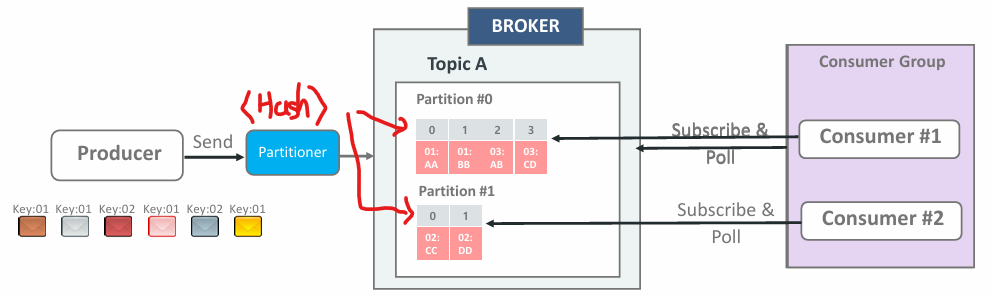 BROKER
Topic A
Consumer Group
<Hash>
Partition #0
0 1 2 3
01: 01: 03: 03:
AA BB AB CD
Producer
Send
Partitioner
Subscribe &
Poll
Consumer #1
Partition #1
0 1
02: 02:
CC DD
Subscribe &
Poll
Consumer #2
Key:01 Key:01 Key:02 Key:01 Key:02 Key:01